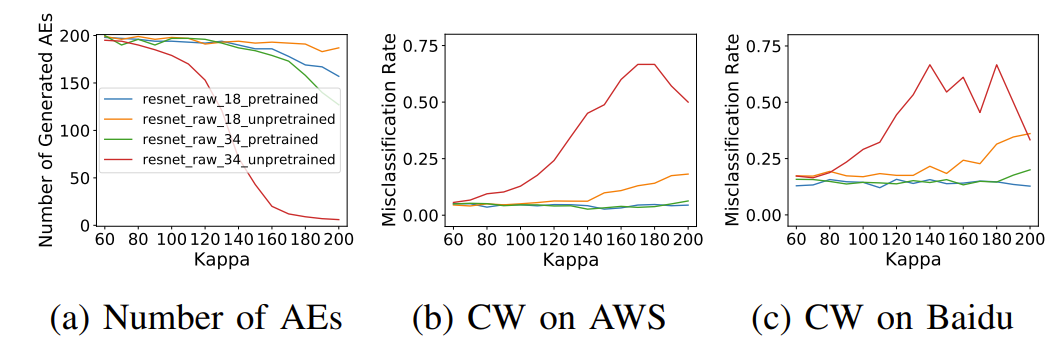 Number of Generated AEs
200
150
100
50
0
resnet_raw_18_pretrained
resnet_raw_18_unpretrained
resnet_raw_34_pretrained
resnet_raw_34_unpretrained
60 80 100 120 140 160 180 200
Kappa
(a) Number of AEs
Misclassification Rate
0.75
0.50
0.25
0.00
60 80 100 120 140 160 180 200
Kappa
(b) CW on AWS
Misclassification Rate
0.75
0.50
0.25
0.00
60 80 100 120 140 160 180 200
Kappa
(c) CW on Baidu